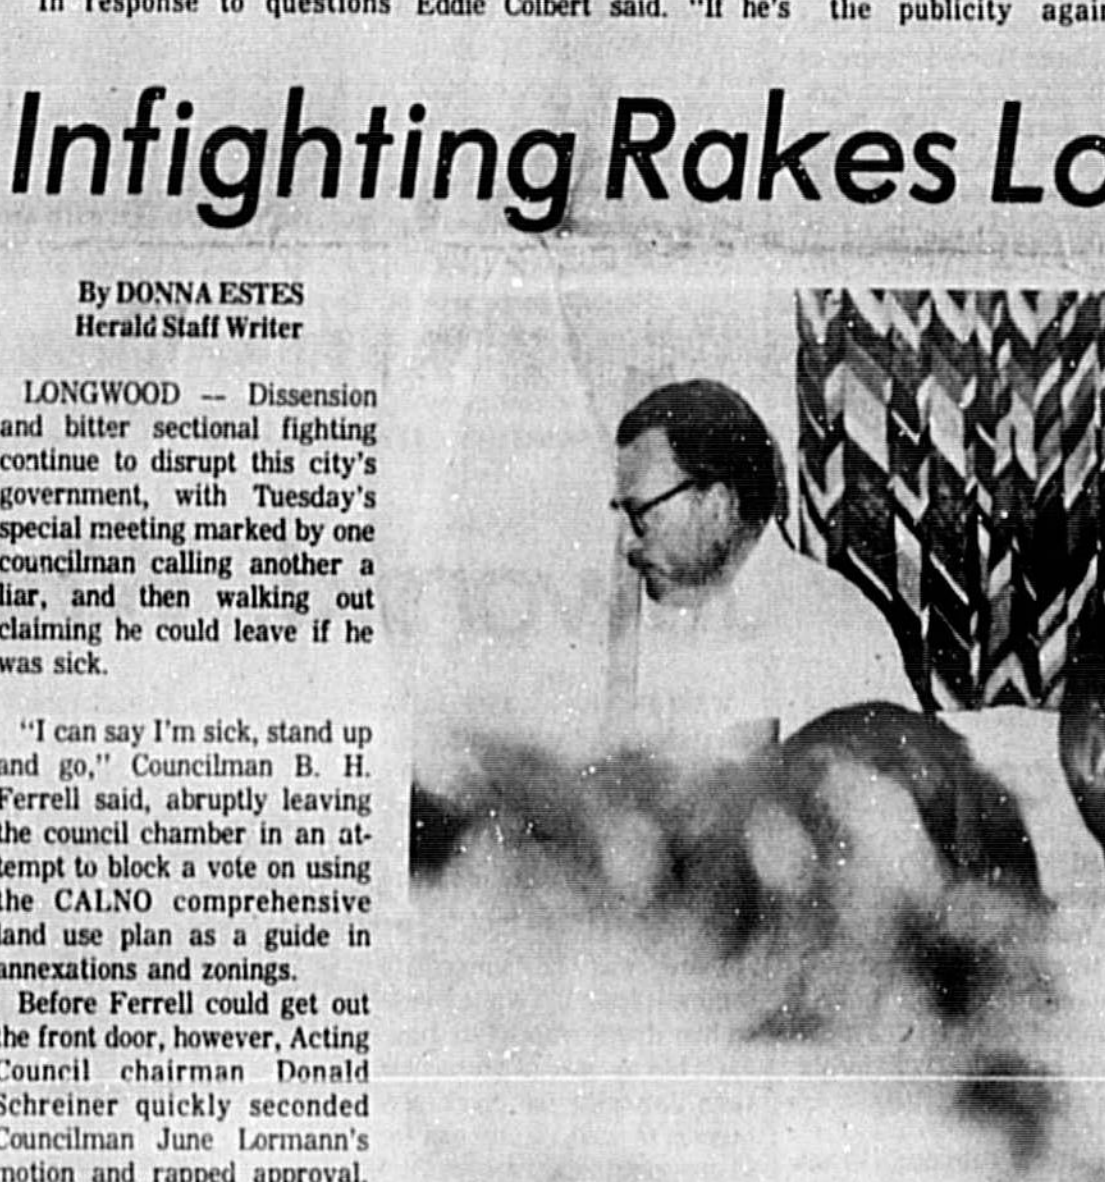 In response to questions Eddie Colbert said. "If he's the publicity
Infighting Rakes
By DONNA ESTES
Herald Staff Writer
LONGWOOD -- Dissension
and bitter sectional fighting
continue to disrupt this city's
government, with Tuesday's
special meeting marked by one
councilman calling another a
liar, and then walking out
claiming he could leave if he
was sick.
"I can say I'm sick, stand up
and go," Councilman B. H.
Ferrell said, abruptly leaving
the council chamber in an at-
tempt to block a vote on using
the CALNO comprehensive
land use plan as a guide in
annexations and zonings.
Before Ferrell could get out
the front door, however, Acting
Council chairman Donald
Schreiner quickly seconded
Councilman June Lormann's
motion and rapped approval.